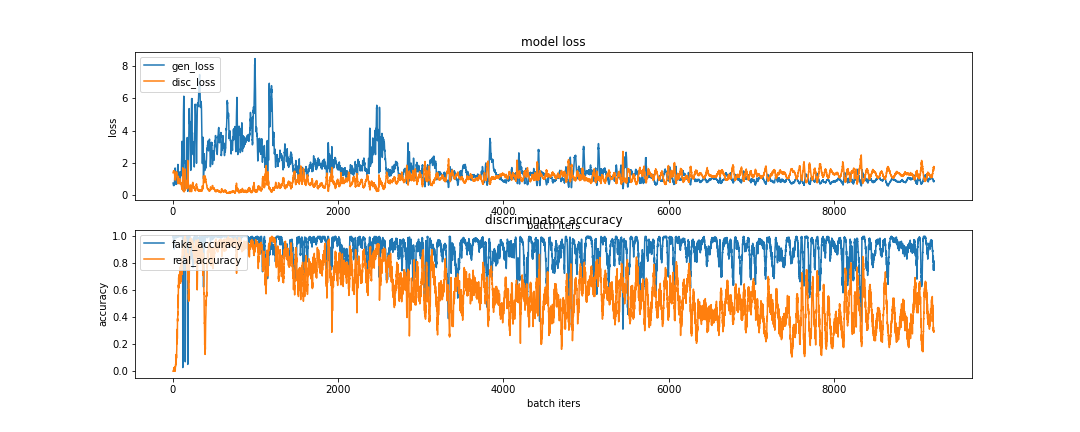 model loss
8
6
4
2
0
loss
gen_loss
disc_loss
0
2000
4000
6000
8000
batch iters
discriminator accuracy
1.0
0.8
0.6
0.4
0.2
0.0
accuracy
fake_accuracy
real_accuracy
0
2000
4000
6000
8000
batch iters